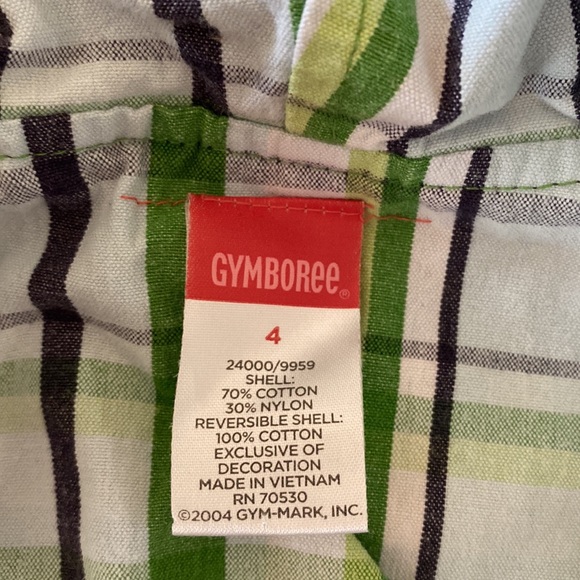 GYMBOREE®
4
24000/9959
SHELL:
70% COTTON
30% NYLON
REVERSIBLE SHELL:
100% COTTON
EXCLUSIVE OF
DECORATION
MADE IN VIETNAM
RN 70530
©2004 GYM-MARK, INC.